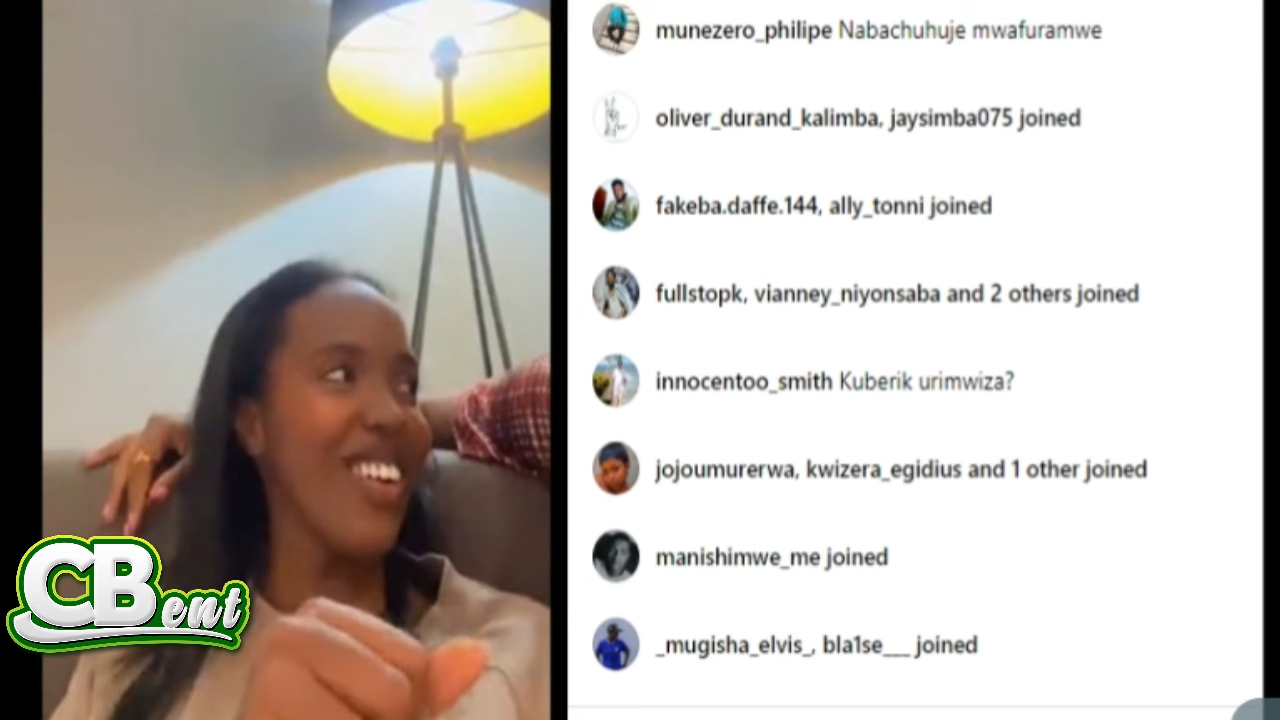 munezero_philipe Nabachuhuje mwafuramwe
oliver_durand_kalimba, jaysimba075 joined
fakeba.daffe.144, ally_tonni joined
fullstopk, vianney_niyonsaba and 2 others joined
innocentoo_smith Kuberik urimwiza?
jojoumurerwa, kwizera_egidius and 1 other joined
manishimwe_me joined
_mugisha_elvis_, bla1se___ joined
CBent